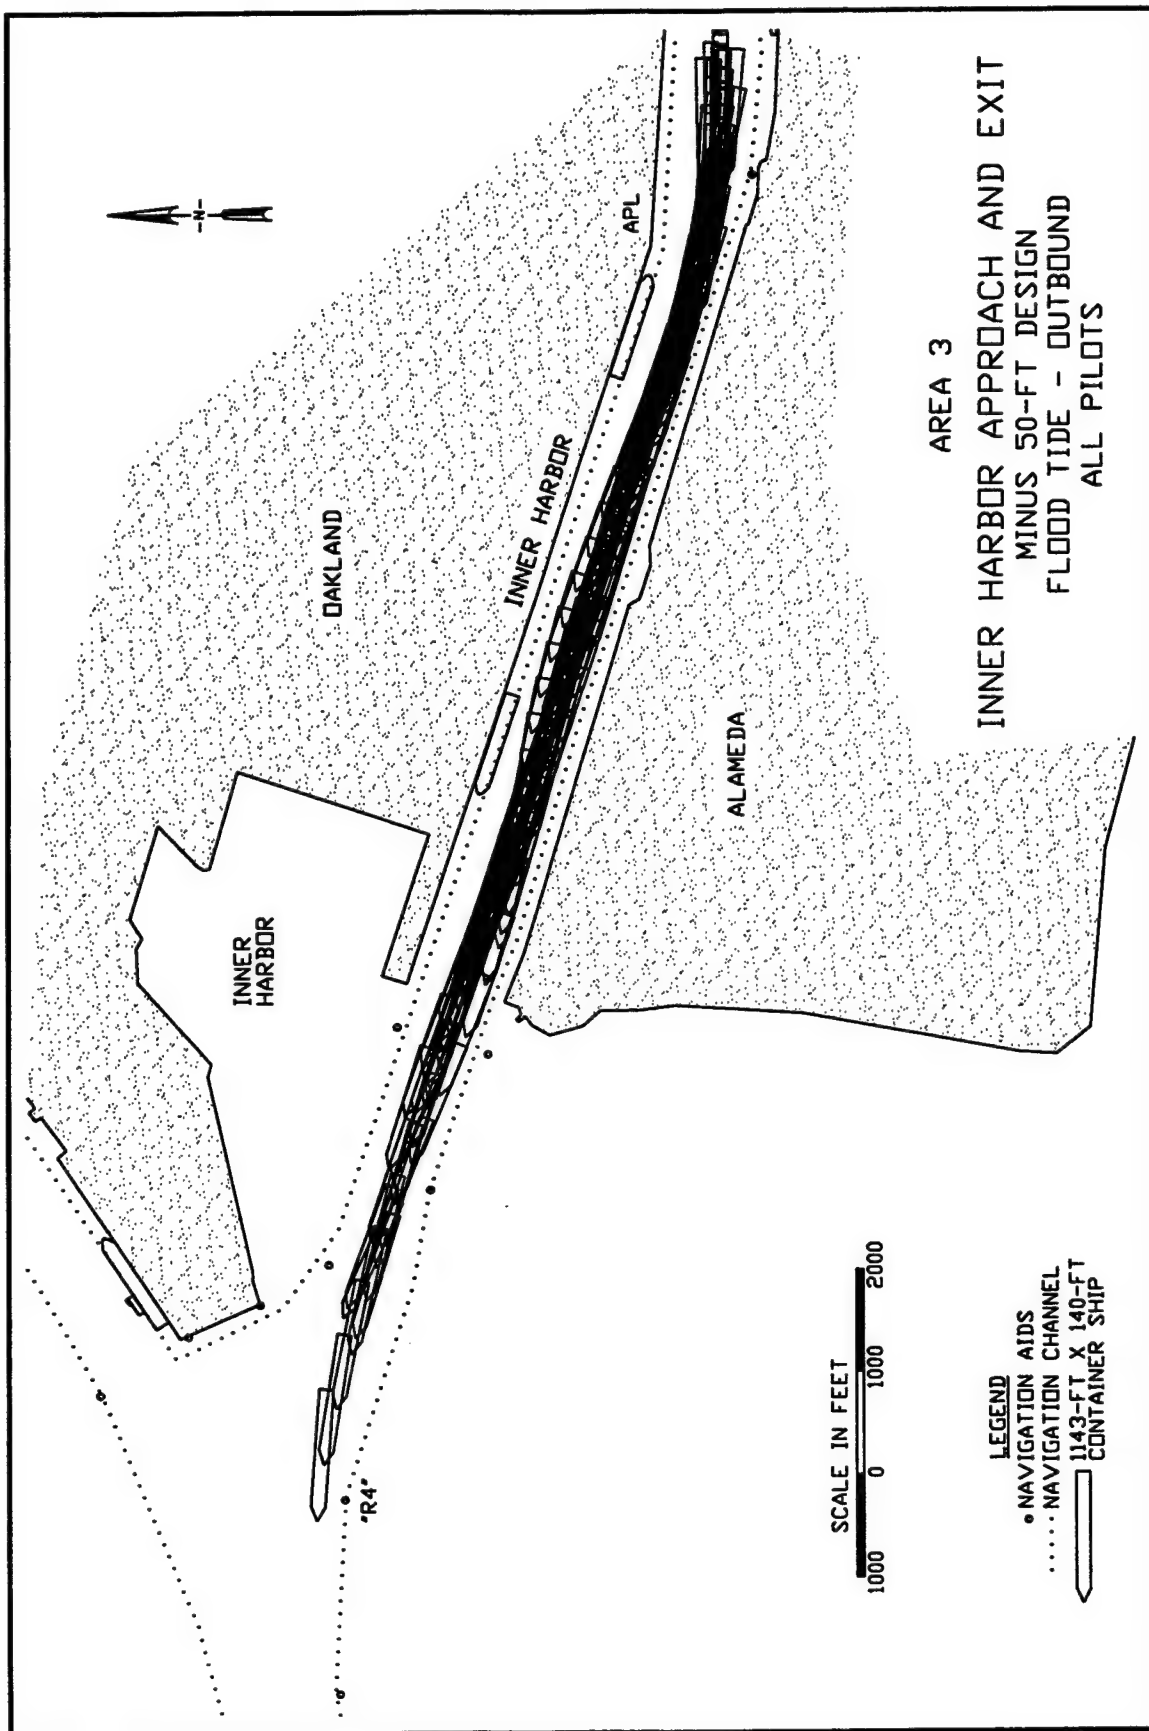 -N-
APL
OAKLAND
INNER HARBOR
INNER
HARBOR
ALAMEDA
"R4"
AREA 3
INNER HARBOR APPROACH AND EXIT
MINUS 50-FT DESIGN
FLOOD TIDE - OUTBOUND
ALL PILOTS
SCALE IN FEET
1000 0 1000 2000
LEGEND
NAVIGATION AIDS
NAVIGATION CHANNEL
1143-FT X 140-FT
CONTAINER SHIP